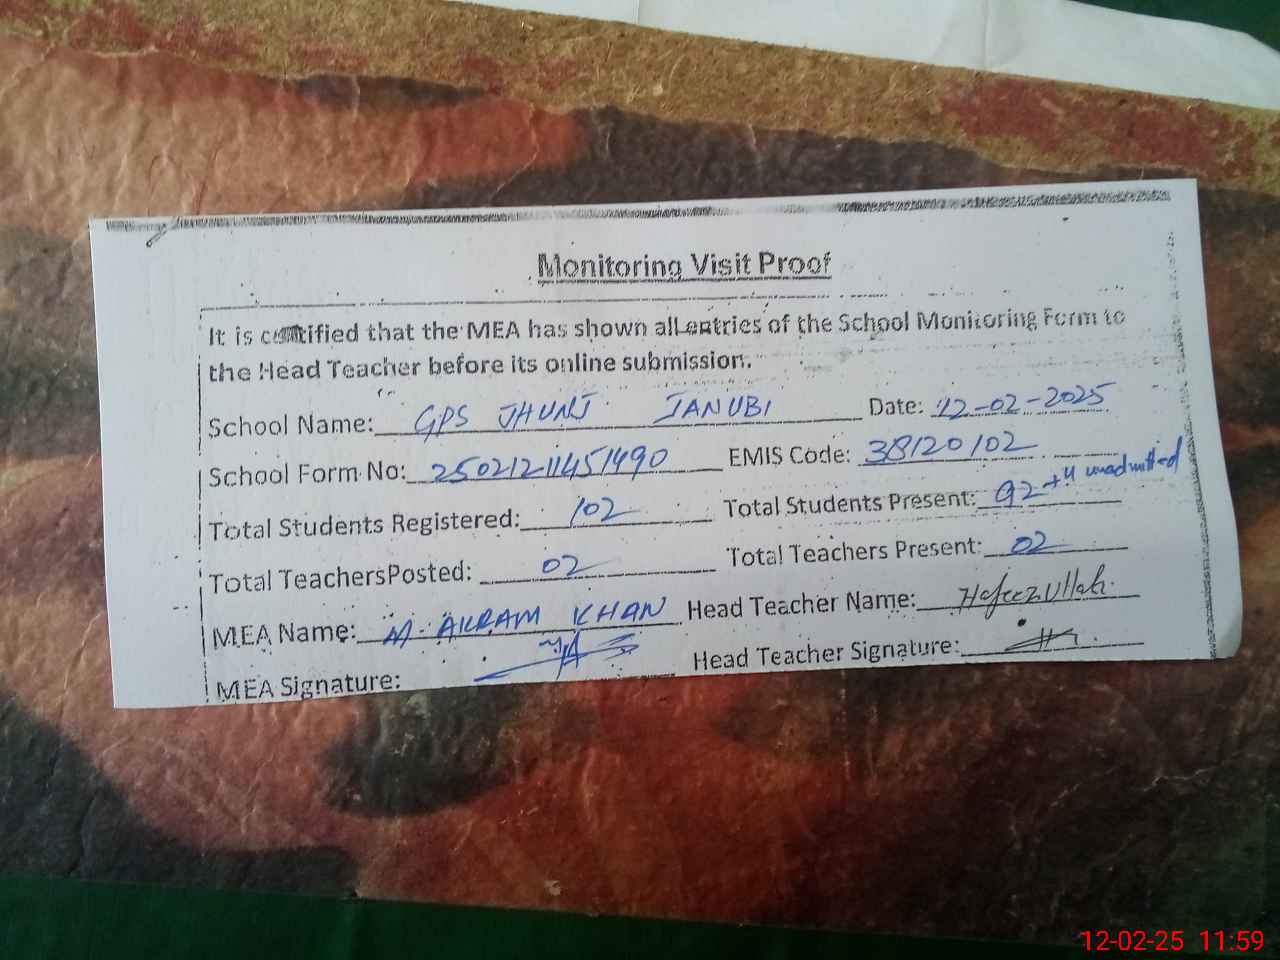 Monitoring Visit Proof
It is certified that the MEA has shown all entries of the School Monitoring Form to
the Head Teacher before its online submission.
School Name: GPS JHUNJ JANUBI Date: 12-02-2025
School Form No: 25021211451490 EMIS Code: 38120102
Total Students Registered: 102 Total Students Present: 92 +4 unadmitted
Total TeachersPosted: 02 Total Teachers Present: 02
MEA Name: M. AKRAM KHAN Head Teacher Name: Hafeez Ullah.
MEA Signature: Head Teacher Signature:
12-02-25 11:59